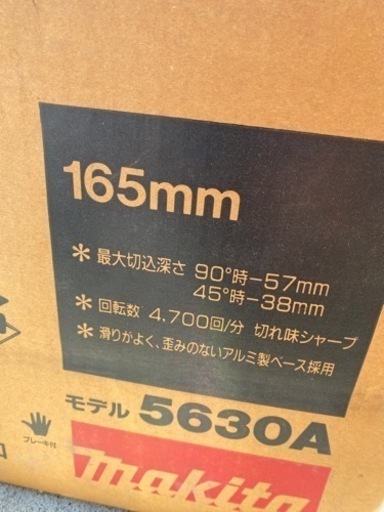 165mm
＊最大切込深さ 90°時－57mm
45°時－38mm
＊回転数 4,700回/分 切れ味シャープ
＊滑りがよく、歪みのないアルミ製ベース採用
モデル 5630A
ブレーキ付
makita